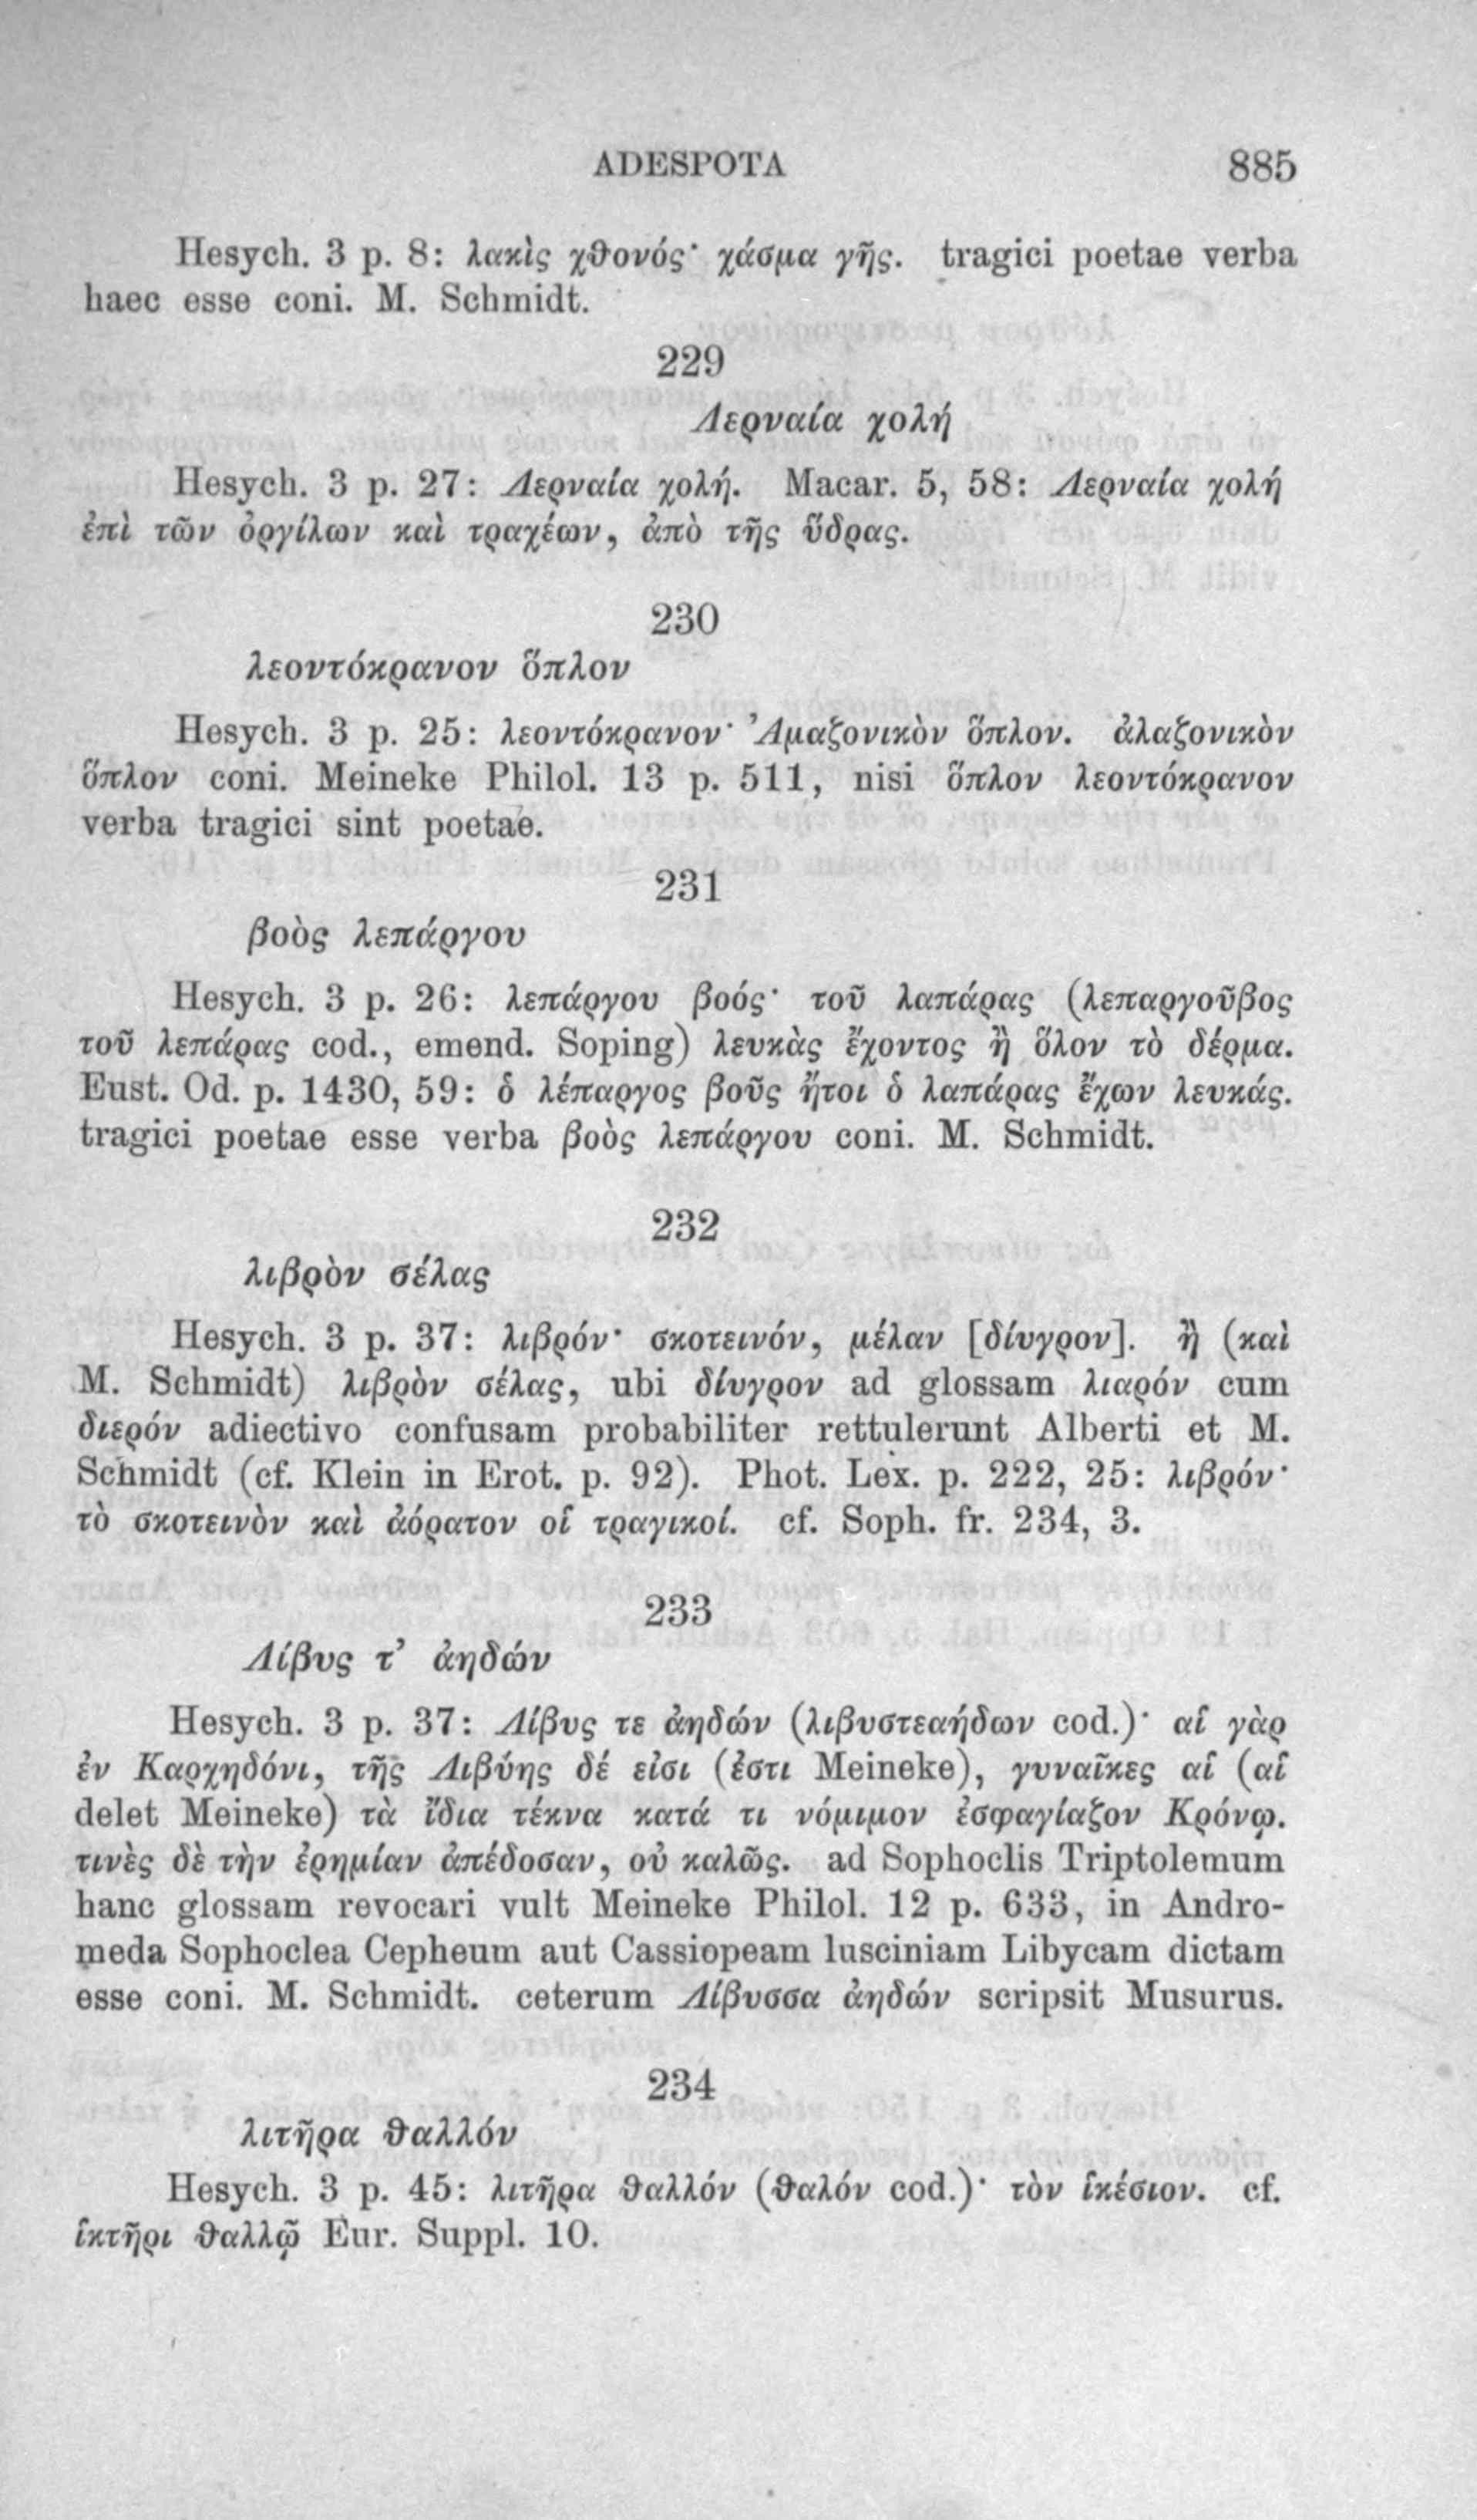 ADESPOTA 885
Hesych. 3 p. 8: λακὶς χθονός· χάσμα γῆς. tragici poetae verba
haec esse coni. M. Schmidt.
229
Λερναία χολή
Hesych. 3 p. 27: Λερναία χολή. Macar. 5, 58: Λερναία χολή
ἐπὶ τῶν ὀργίλων καὶ τραχέων, ἀπὸ τῆς ὕδρας.
230
λεοντόκρανον ὅπλον
Hesych. 3 p. 25: λεοντόκρανον· Ἀμαζονικὸν ὅπλον. ἀλαζονικὸν
ὅπλον coni. Meineke Philol. 13 p. 511, nisi ὅπλον λεοντόκρανον
verba tragici sint poetae.
231
βοὸς λεπάργου
Hesych. 3 p. 26: λεπάργου βοός· τοῦ λαπάρας (λεπαργοῦβος
τοῦ λεπάρας cod., emend. Soping) λευκὰς ἔχοντος ἢ ὅλον τὸ δέρμα.
Eust. Od. p. 1430, 59: ὁ λέπαργος βοῦς ἤτοι ὁ λαπάρας ἔχων λευκάς.
tragici poetae esse verba βοὸς λεπάργου coni. M. Schmidt.
232
λιβρὸν σέλας
Hesych. 3 p. 37: λιβρόν· σκοτεινόν, μέλαν [δίυγρον]. ἢ (καὶ
M. Schmidt) λιβρὸν σέλας, ubi δίυγρον ad glossam λιαρόν cum
διερόν adiectivo confusam probabiliter rettulerunt Alberti et M.
Schmidt (cf. Klein in Erot. p. 92). Phot. Lex. p. 222, 25: λιβρόν·
τὸ σκοτεινὸν καὶ ἀόρατον οἱ τραγικοί. cf. Soph. fr. 234, 3.
233
Λίβυς τ’ ἀηδών
Hesych. 3 p. 37: Λίβυς τε ἀηδών (λιβυστεαήδων cod.)· αἱ γὰρ
ἐν Καρχηδόνι, τῆς Λιβύης δέ εἰσι (ἐστι Meineke), γυναῖκες αἱ (αἱ
delet Meineke) τὰ ἴδια τέκνα κατά τι νόμιμον ἐσφαγίαζον Κρόνῳ.
τινὲς δὲ τὴν ἐρημίαν ἀπέδοσαν, οὐ καλῶς. ad Sophoclis Triptolemum
hanc glossam revocari vult Meineke Philol. 12 p. 633, in Andro-
meda Sophoclea Cepheum aut Cassiopeam lusciniam Libycam dictam
esse coni. M. Schmidt. ceterum Λίβυσσα ἀηδών scripsit Musurus.
234
λιτῆρα θαλλόν
Hesych. 3 p. 45: λιτῆρα θαλλόν (θαλόν cod.)· τὸν ἱκέσιον. cf.
ἱκτῆρι θαλλῷ Eur. Suppl. 10.